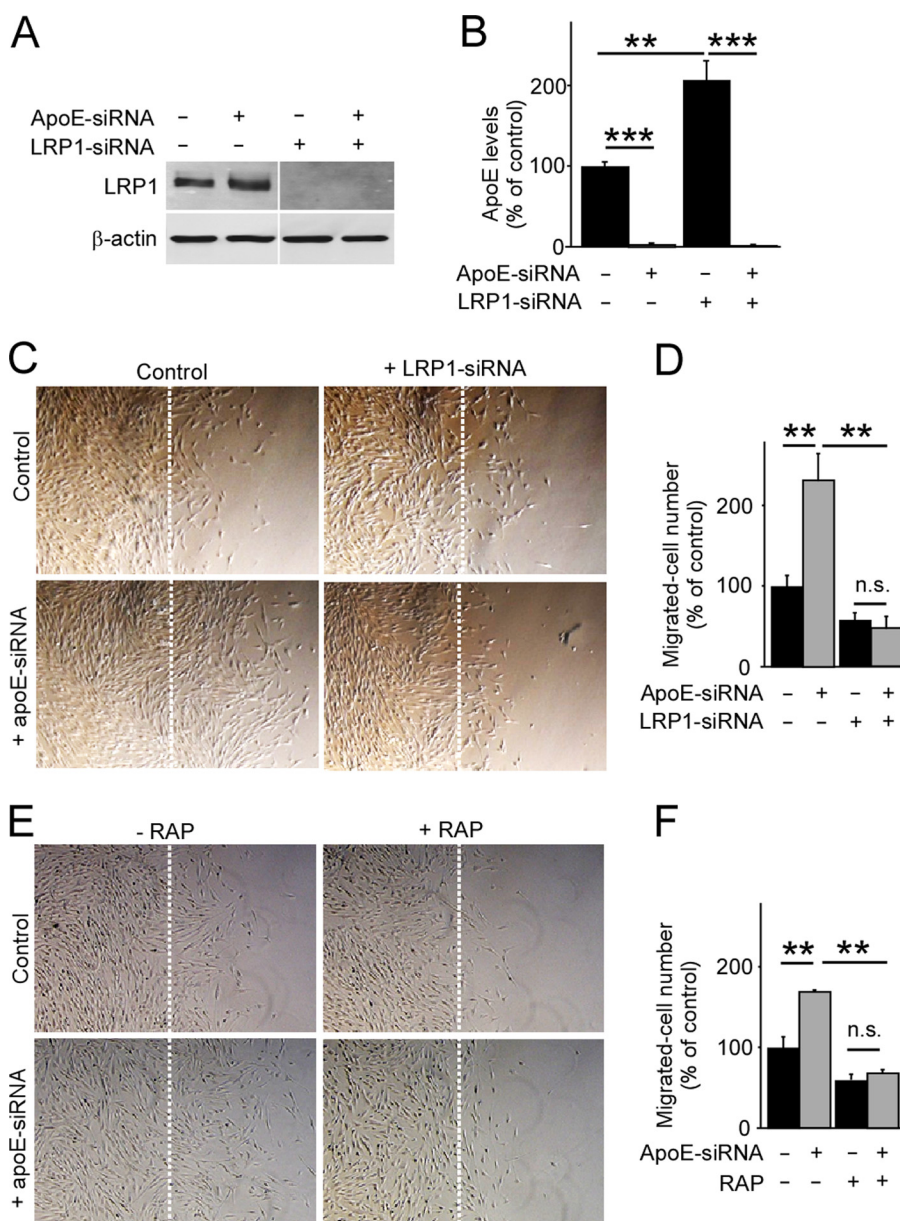 A
ApoE-siRNA – + – +
LRP1-siRNA – – + +
LRP1
β-actin
B
** ***
***
ApoE levels
(% of control)
200
100
0
ApoE-siRNA – + – +
LRP1-siRNA – – + +
C
Control + LRP1-siRNA
Control
+ apoE-siRNA
D
** **
n.s.
Migrated-cell number
(% of control)
200
100
0
ApoE-siRNA – + – +
LRP1-siRNA – – + +
E
- RAP + RAP
Control
+ apoE-siRNA
F
** **
n.s.
Migrated-cell number
(% of control)
200
100
0
ApoE-siRNA – + – +
RAP – – + +